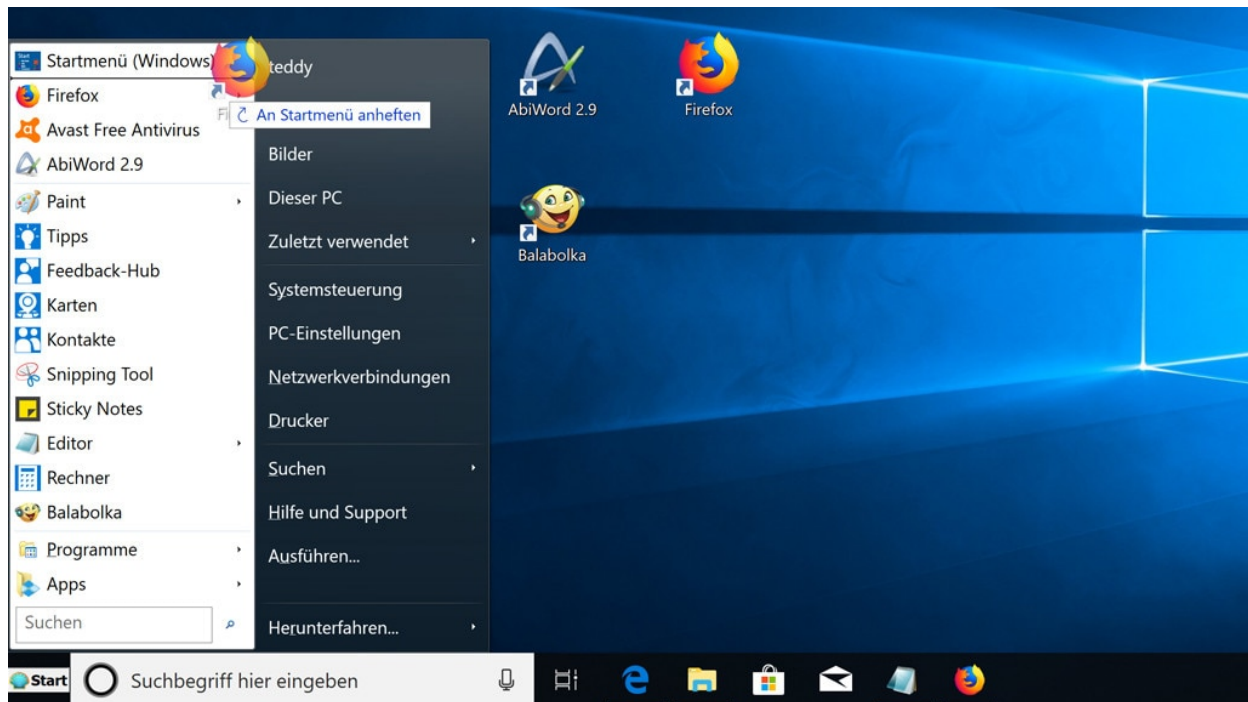 Startmenü (Windows)
Firefox
Avast Free Antivirus
AbiWord 2.9
Paint
Tipps
Feedback-Hub
Karten
Kontakte
Snipping Tool
Sticky Notes
Editor
Rechner
Balabolka
Programme
Apps
Suchen
teddy
An Startmenü anheften
Bilder
Dieser PC
Zuletzt verwendet
Systemsteuerung
PC-Einstellungen
Netzwerkverbindungen
Drucker
Suchen
Hilfe und Support
Ausführen...
Herunterfahren...
AbiWord 2.9
Firefox
Balabolka
Start
Suchbegriff hier eingeben